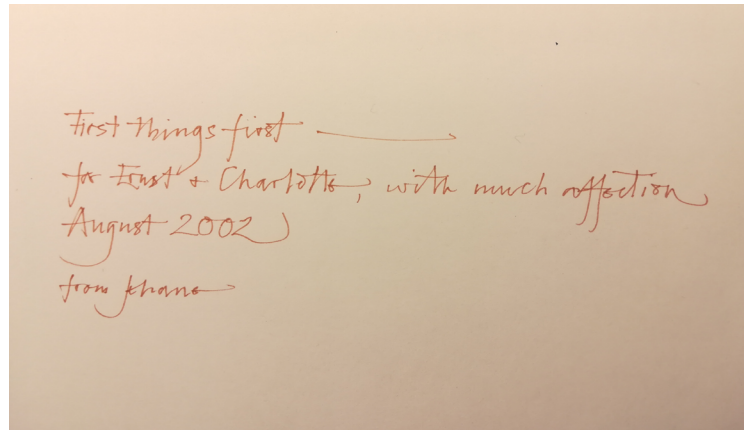 First things first
for Ernst & Charlotte, with much affection
August 2002
from